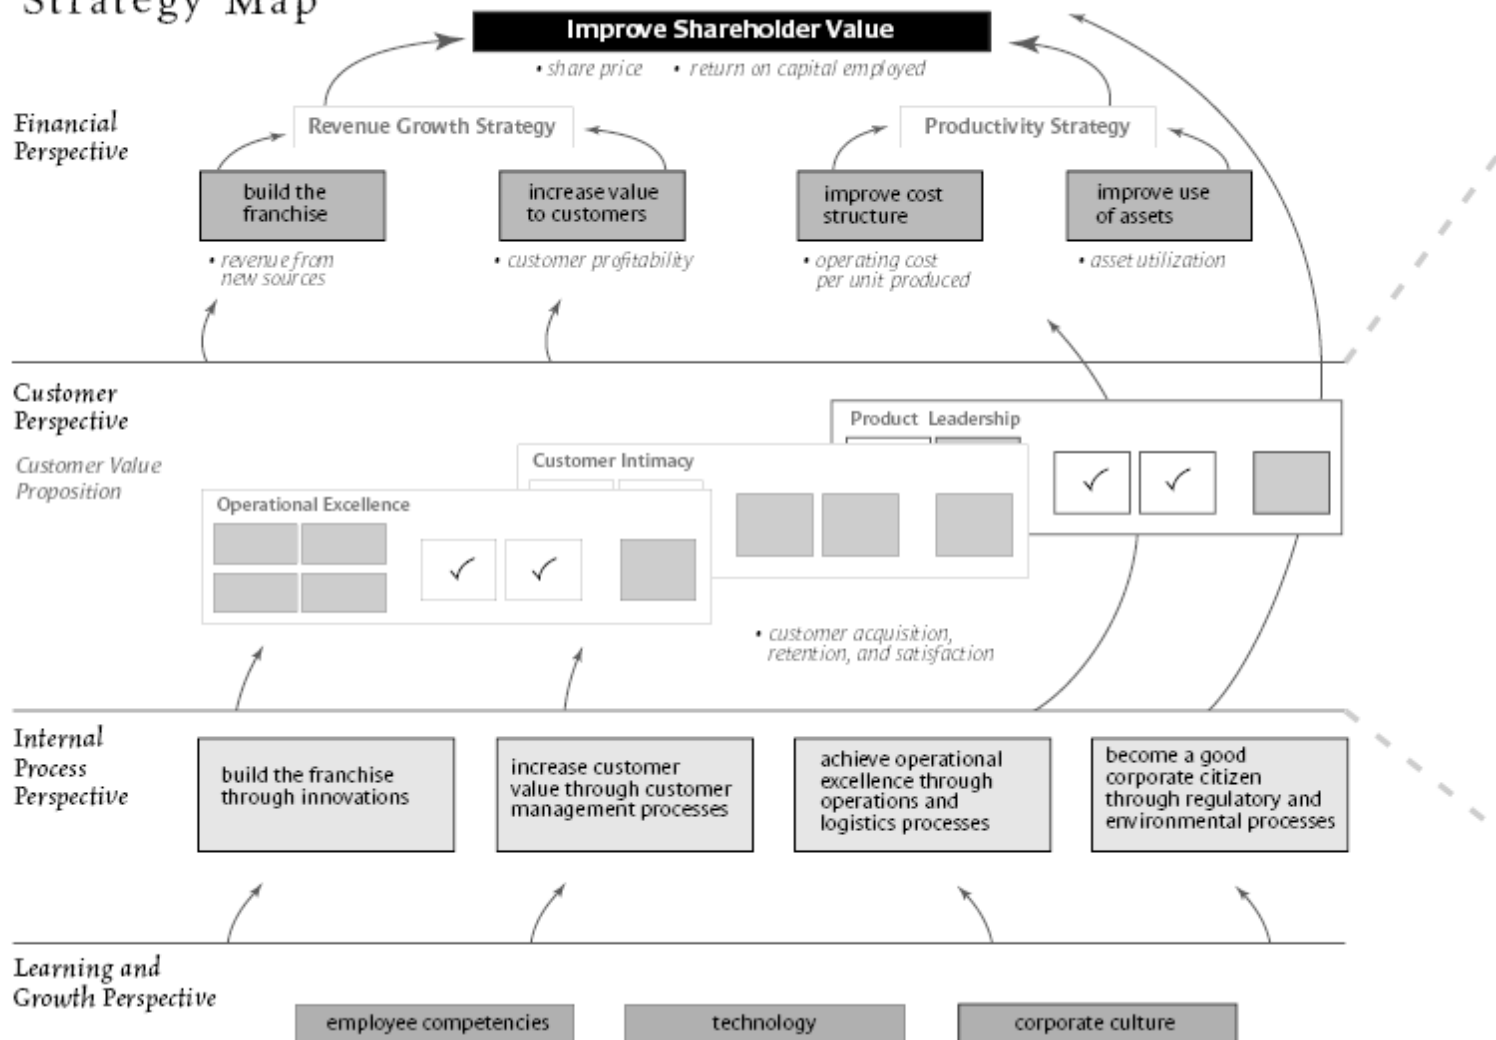 Strategy Map
Improve Shareholder Value
• share price • return on capital employed
Financial
Perspective
Revenue Growth Strategy
Productivity Strategy
build the
franchise
increase value
to customers
improve cost
structure
improve use
of assets
• revenue from
new sources
• customer profitability
• operating cost
per unit produced
• asset utilization
Customer
Perspective
Customer Value
Proposition
Product Leadership
Customer Intimacy
Operational Excellence
• customer acquisition,
retention, and satisfaction
Internal
Process
Perspective
build the franchise
through innovations
increase customer
value through customer
management processes
achieve operational
excellence through
operations and
logistics processes
become a good
corporate citizen
through regulatory and
environmental processes
Learning and
Growth Perspective
employee competencies
technology
corporate culture